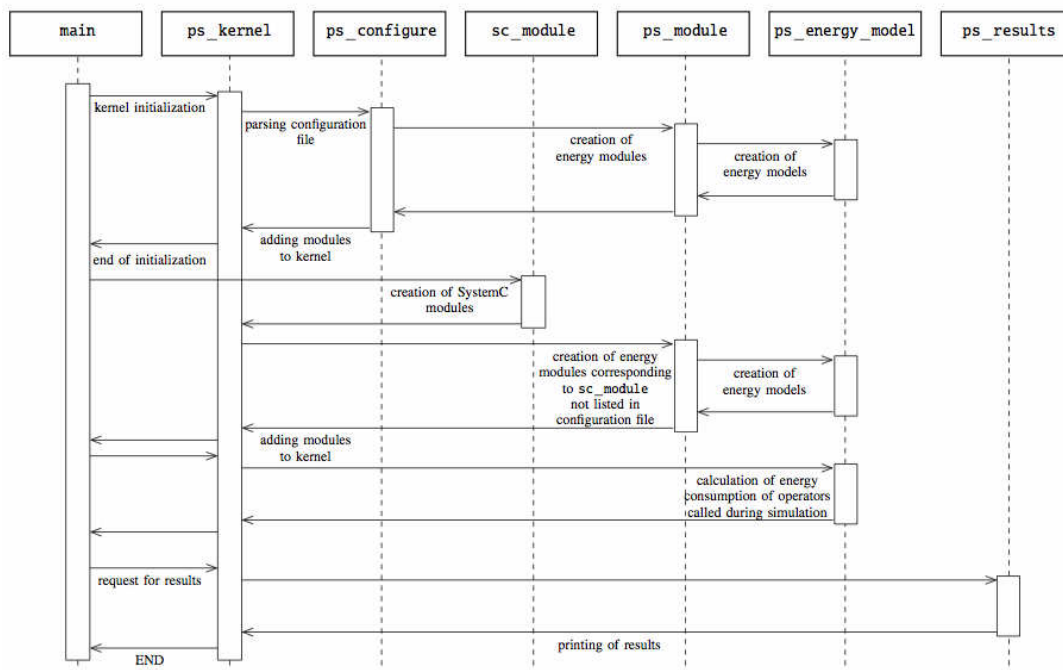 main
ps_kernel
ps_configure
sc_module
ps_module
ps_energy_model
ps_results
kernel initialization
parsing configuration
file
creation of
energy modules
creation of
energy models
adding modules
to kernel
end of initialization
creation of SystemC
modules
creation of energy
modules corresponding
to sc_module
not listed in
configuration file
creation of
energy models
adding modules
to kernel
calculation of energy
consumption of operators
called during simulation
request for results
printing of results
END